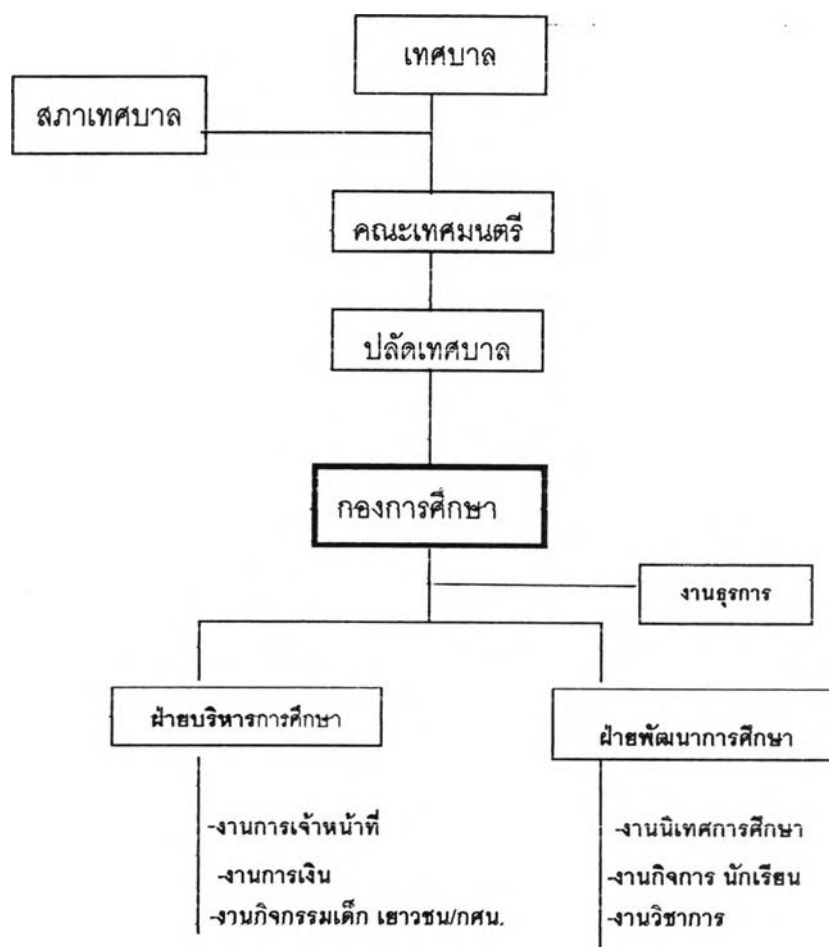 เทศบาล
สภาเทศบาล
คณะเทศมนตรี
ปลัดเทศบาล
กองการศึกษา
งานธุรการ
ฝ่ายบริหารการศึกษา
ฝ่ายพัฒนาการศึกษา
-งานการเจ้าหน้าที่
-งานการเงิน
-งานกิจกรรมเด็ก เยาวชน/กศน.
-งานนิเทศการศึกษา
-งานกิจการ นักเรียน
-งานวิชาการ